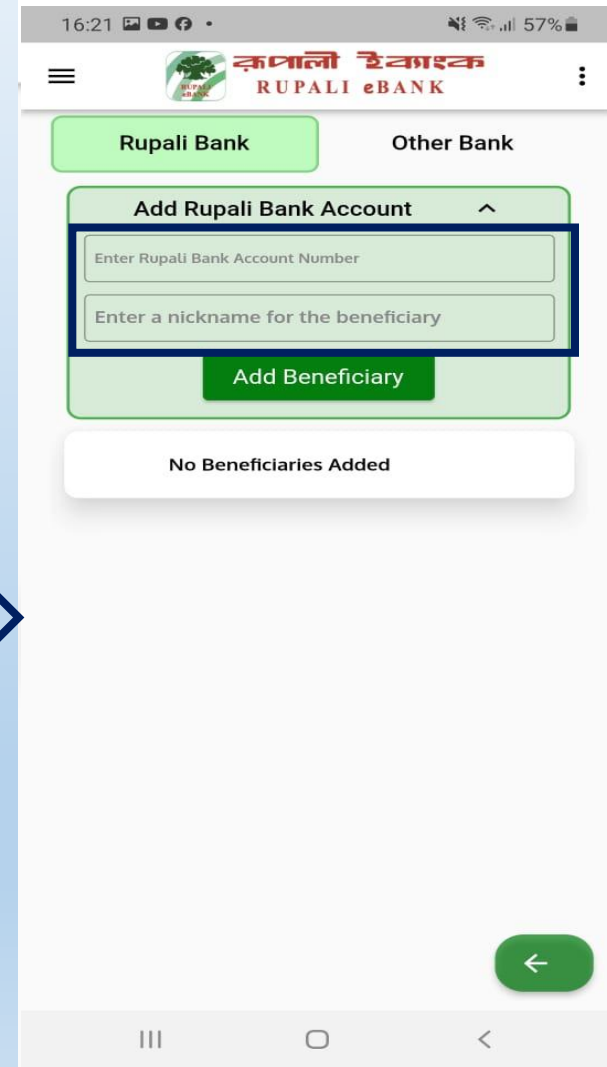 16:21 57%
রূপালী ইব্যাংক
RUPALI eBANK
RUPALI
eBANK
Rupali Bank Other Bank
Add Rupali Bank Account
Enter Rupali Bank Account Number
Enter a nickname for the beneficiary
Add Beneficiary
No Beneficiaries Added